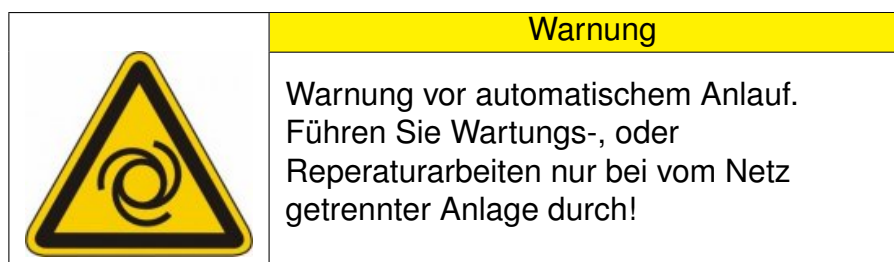 Warnung
Warnung vor automatischem Anlauf.
Führen Sie Wartungs-, oder
Reperaturarbeiten nur bei vom Netz
getrennter Anlage durch!